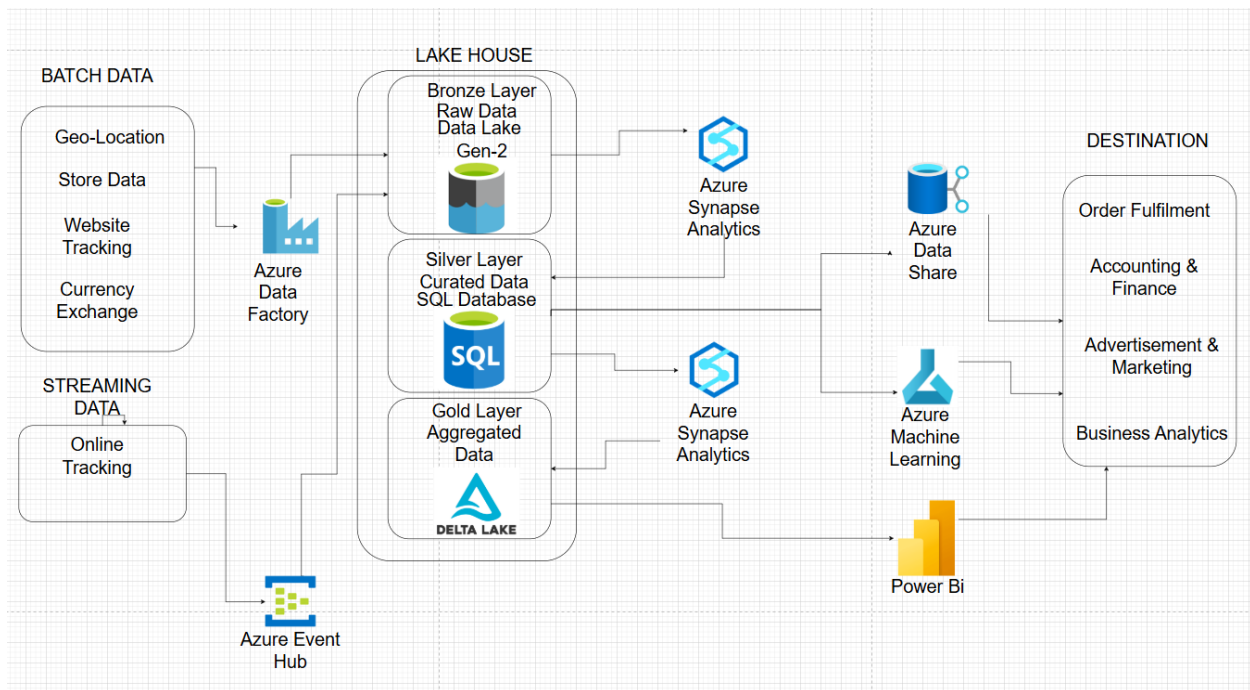 BATCH DATA
Geo-Location
Store Data
Website
Tracking
Currency
Exchange
STREAMING
DATA
Online
Tracking
Azure
Data
Factory
Azure Event
Hub
LAKE HOUSE
Bronze Layer
Raw Data
Data Lake
Gen-2
Silver Layer
Curated Data
SQL Database
SQL
Gold Layer
Aggregated
Data
DELTA LAKE
Azure
Synapse
Analytics
Azure
Synapse
Analytics
Azure
Data
Share
Azure
Machine
Learning
Power Bi
DESTINATION
Order Fulfilment
Accounting &
Finance
Advertisement &
Marketing
Business Analytics